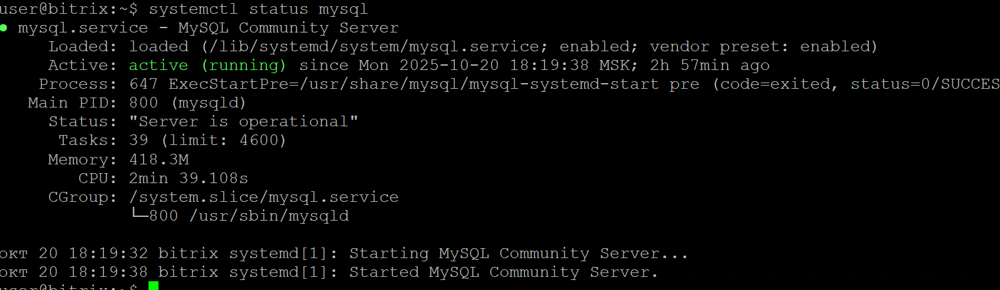 user@bitrix:~$ systemctl status mysql
● mysql.service - MySQL Community Server
Loaded: loaded (/lib/systemd/system/mysql.service; enabled; vendor preset: enabled)
Active: active (running) since Mon 2025-10-20 18:19:38 MSK; 2h 57min ago
Process: 647 ExecStartPre=/usr/share/mysql/mysql-systemd-start pre (code=exited, status=0/SUCCES
Main PID: 800 (mysqld)
Status: "Server is operational"
Tasks: 39 (limit: 4600)
Memory: 418.3M
CPU: 2min 39.108s
CGroup: /system.slice/mysql.service
└─800 /usr/sbin/mysqld
окт 20 18:19:32 bitrix systemd[1]: Starting MySQL Community Server...
окт 20 18:19:38 bitrix systemd[1]: Started MySQL Community Server.
user@bitrix:~$